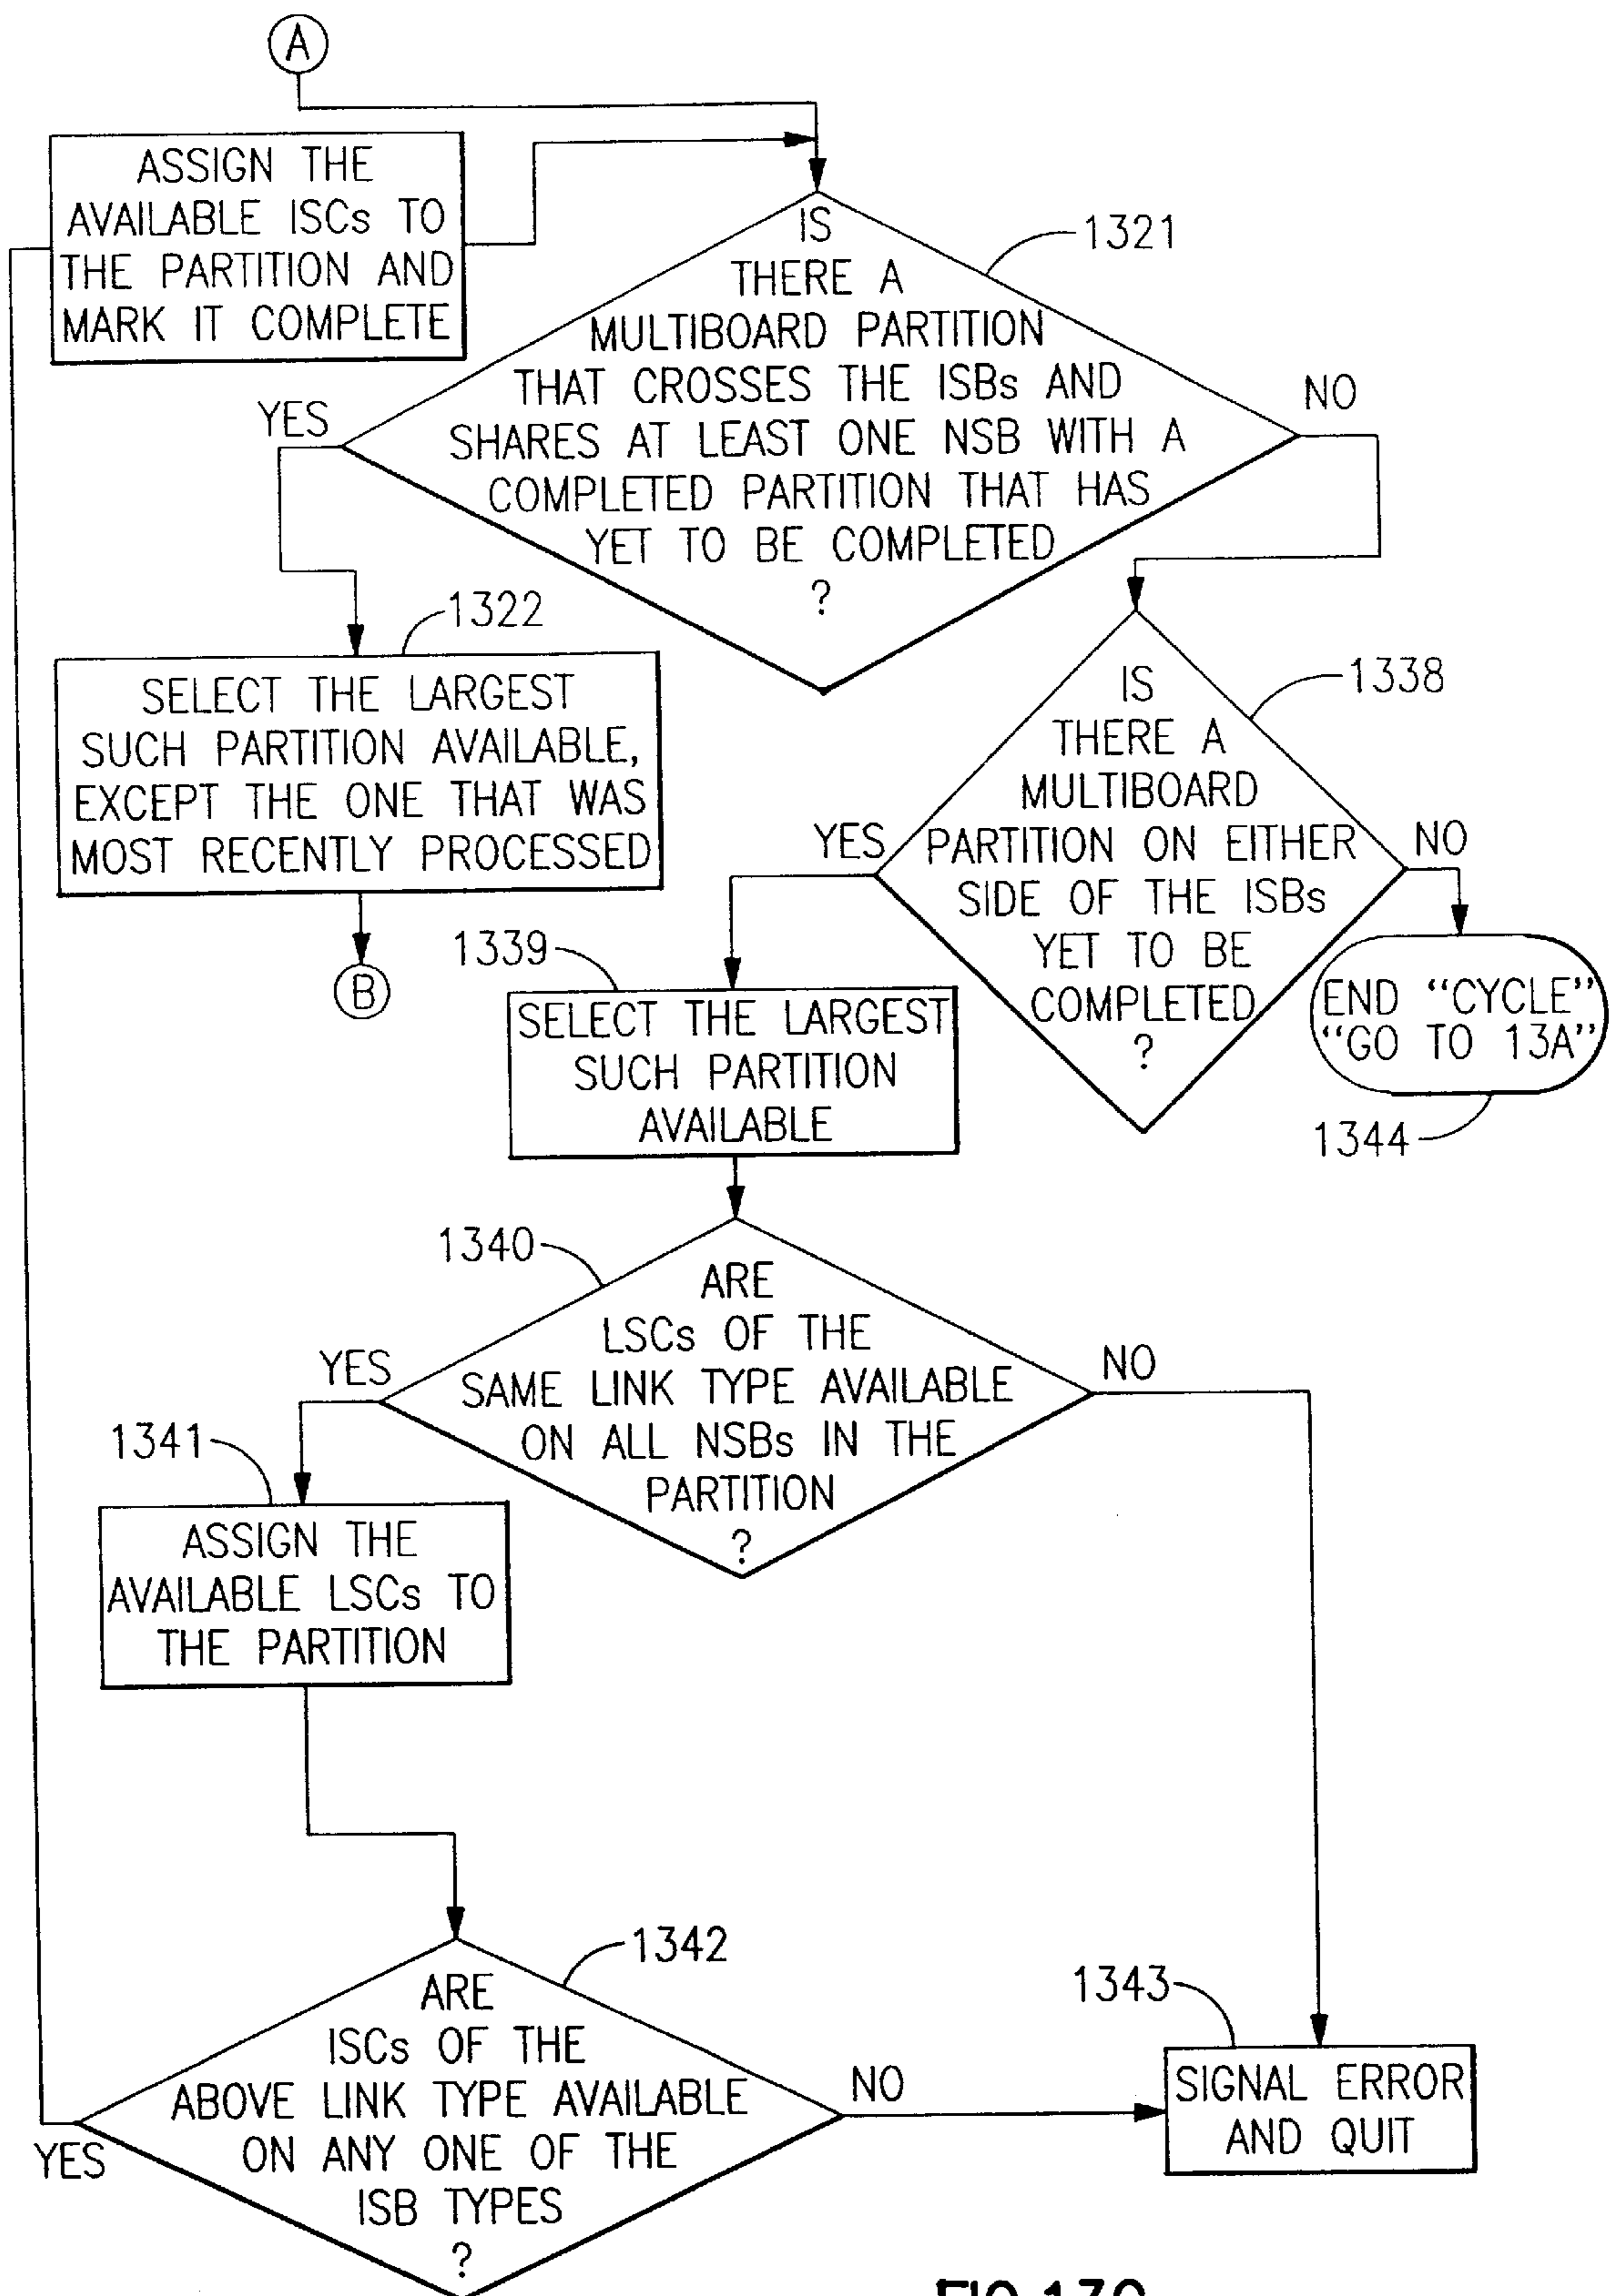 A
ASSIGN THE
AVAILABLE ISCs TO
THE PARTITION AND
MARK IT COMPLETE
1321
IS
THERE A
MULTIBOARD PARTITION
THAT CROSSES THE ISBs AND
SHARES AT LEAST ONE NSB WITH A
COMPLETED PARTITION THAT HAS
YET TO BE COMPLETED
?
YES
NO
1322
SELECT THE LARGEST
SUCH PARTITION AVAILABLE,
EXCEPT THE ONE THAT WAS
MOST RECENTLY PROCESSED
B
1338
IS
THERE A
MULTIBOARD
PARTITION ON EITHER
SIDE OF THE ISBs
YET TO BE
COMPLETED
?
YES
NO
END “CYCLE”
“GO TO 13A”
1344
1339
SELECT THE LARGEST
SUCH PARTITION
AVAILABLE
1340
ARE
LSCs OF THE
SAME LINK TYPE AVAILABLE
ON ALL NSBs IN THE
PARTITION
?
YES
NO
1341
ASSIGN THE
AVAILABLE LSCs TO
THE PARTITION
1342
ARE
ISCs OF THE
ABOVE LINK TYPE AVAILABLE
ON ANY ONE OF THE
ISB TYPES
?
YES
NO
1343
SIGNAL ERROR
AND QUIT